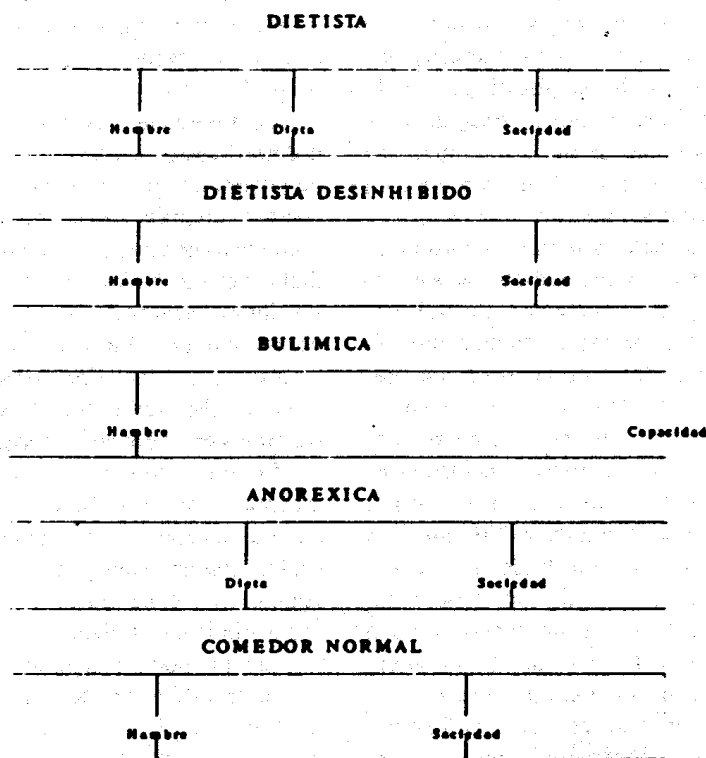 DIETISTA
Hambre Dieta Saciedad
DIETISTA DESINHIBIDO
Hambre Saciedad
BULIMICA
Hambre Capacidad
ANOREXICA
Dieta Saciedad
COMEDOR NORMAL
Hambre Saciedad